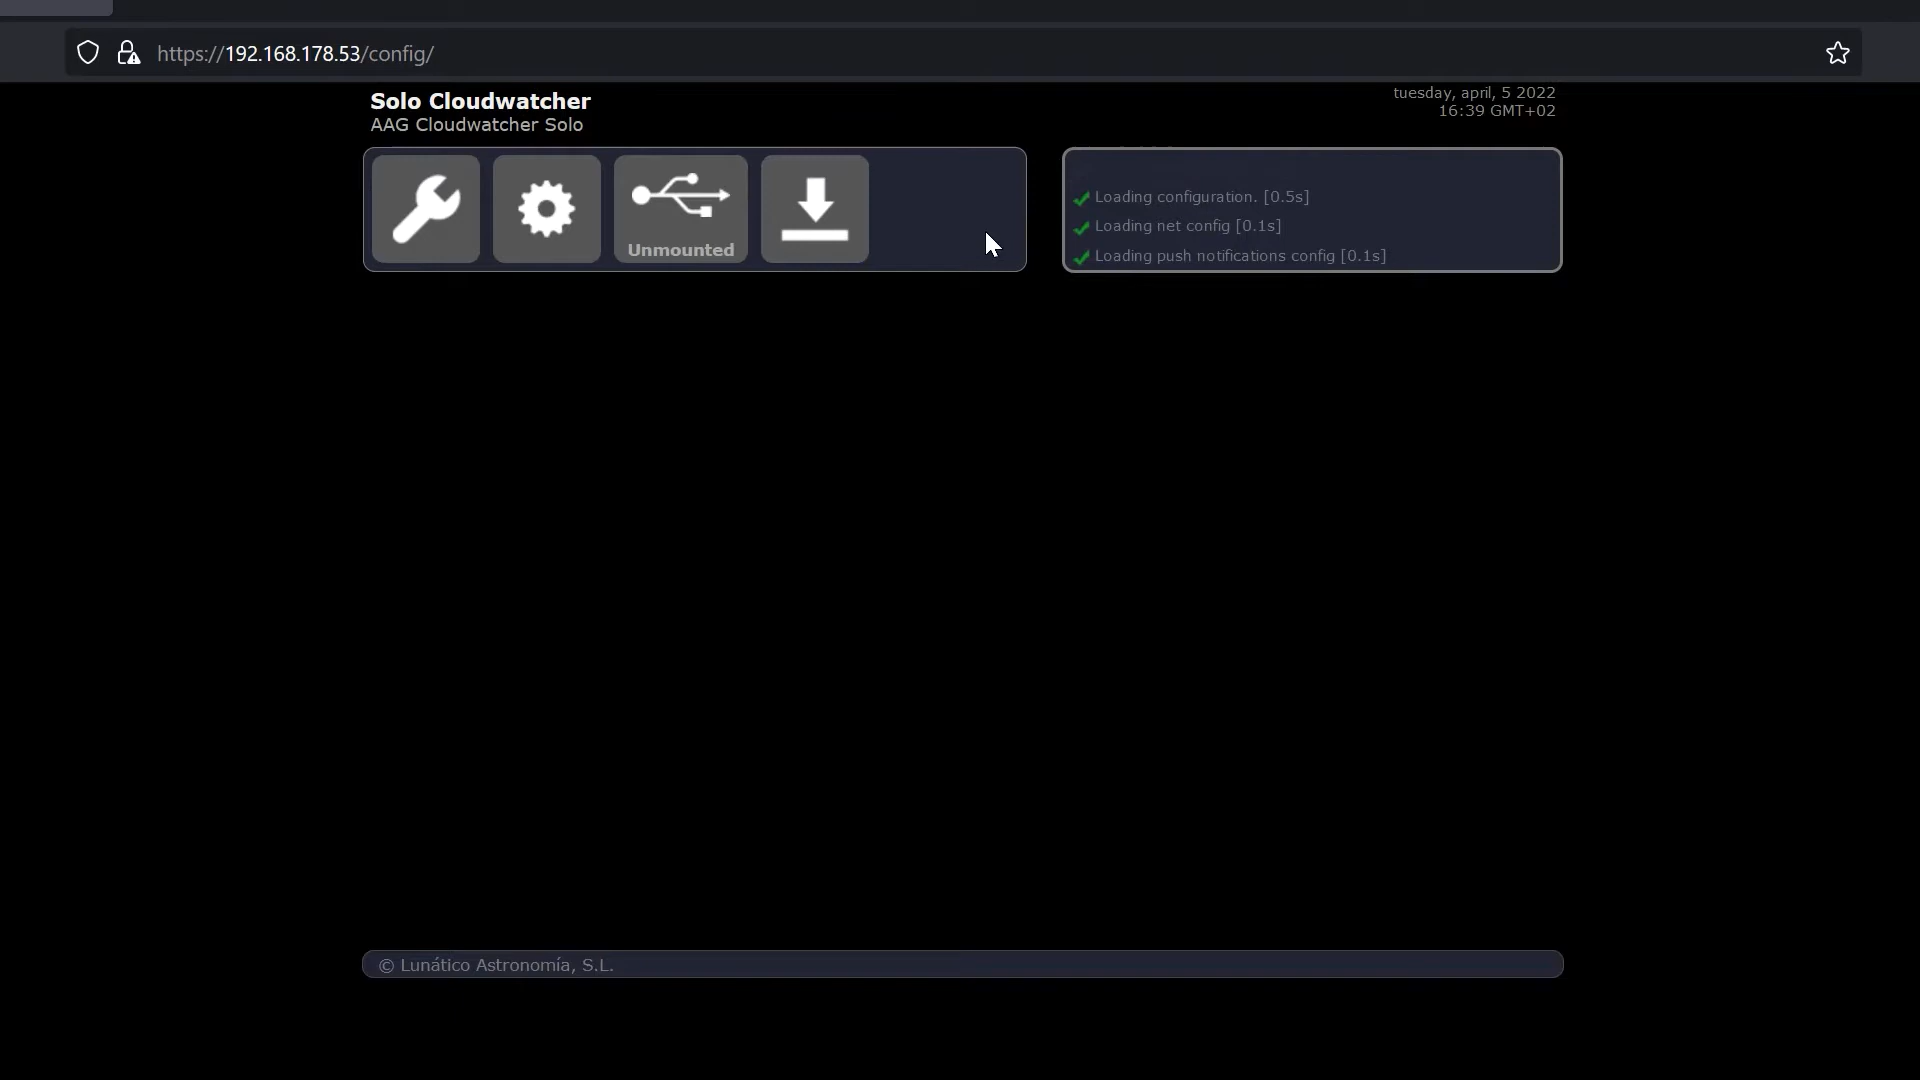 https://192.168.178.53/config/
Solo Cloudwatcher
AAG Cloudwatcher Solo
tuesday, april, 5 2022
16:39 GMT+02
Unmounted
Loading configuration. [0.5s]
Loading net config [0.1s]
Loading push notifications config [0.1s]
© Lunático Astronomía, S.L.